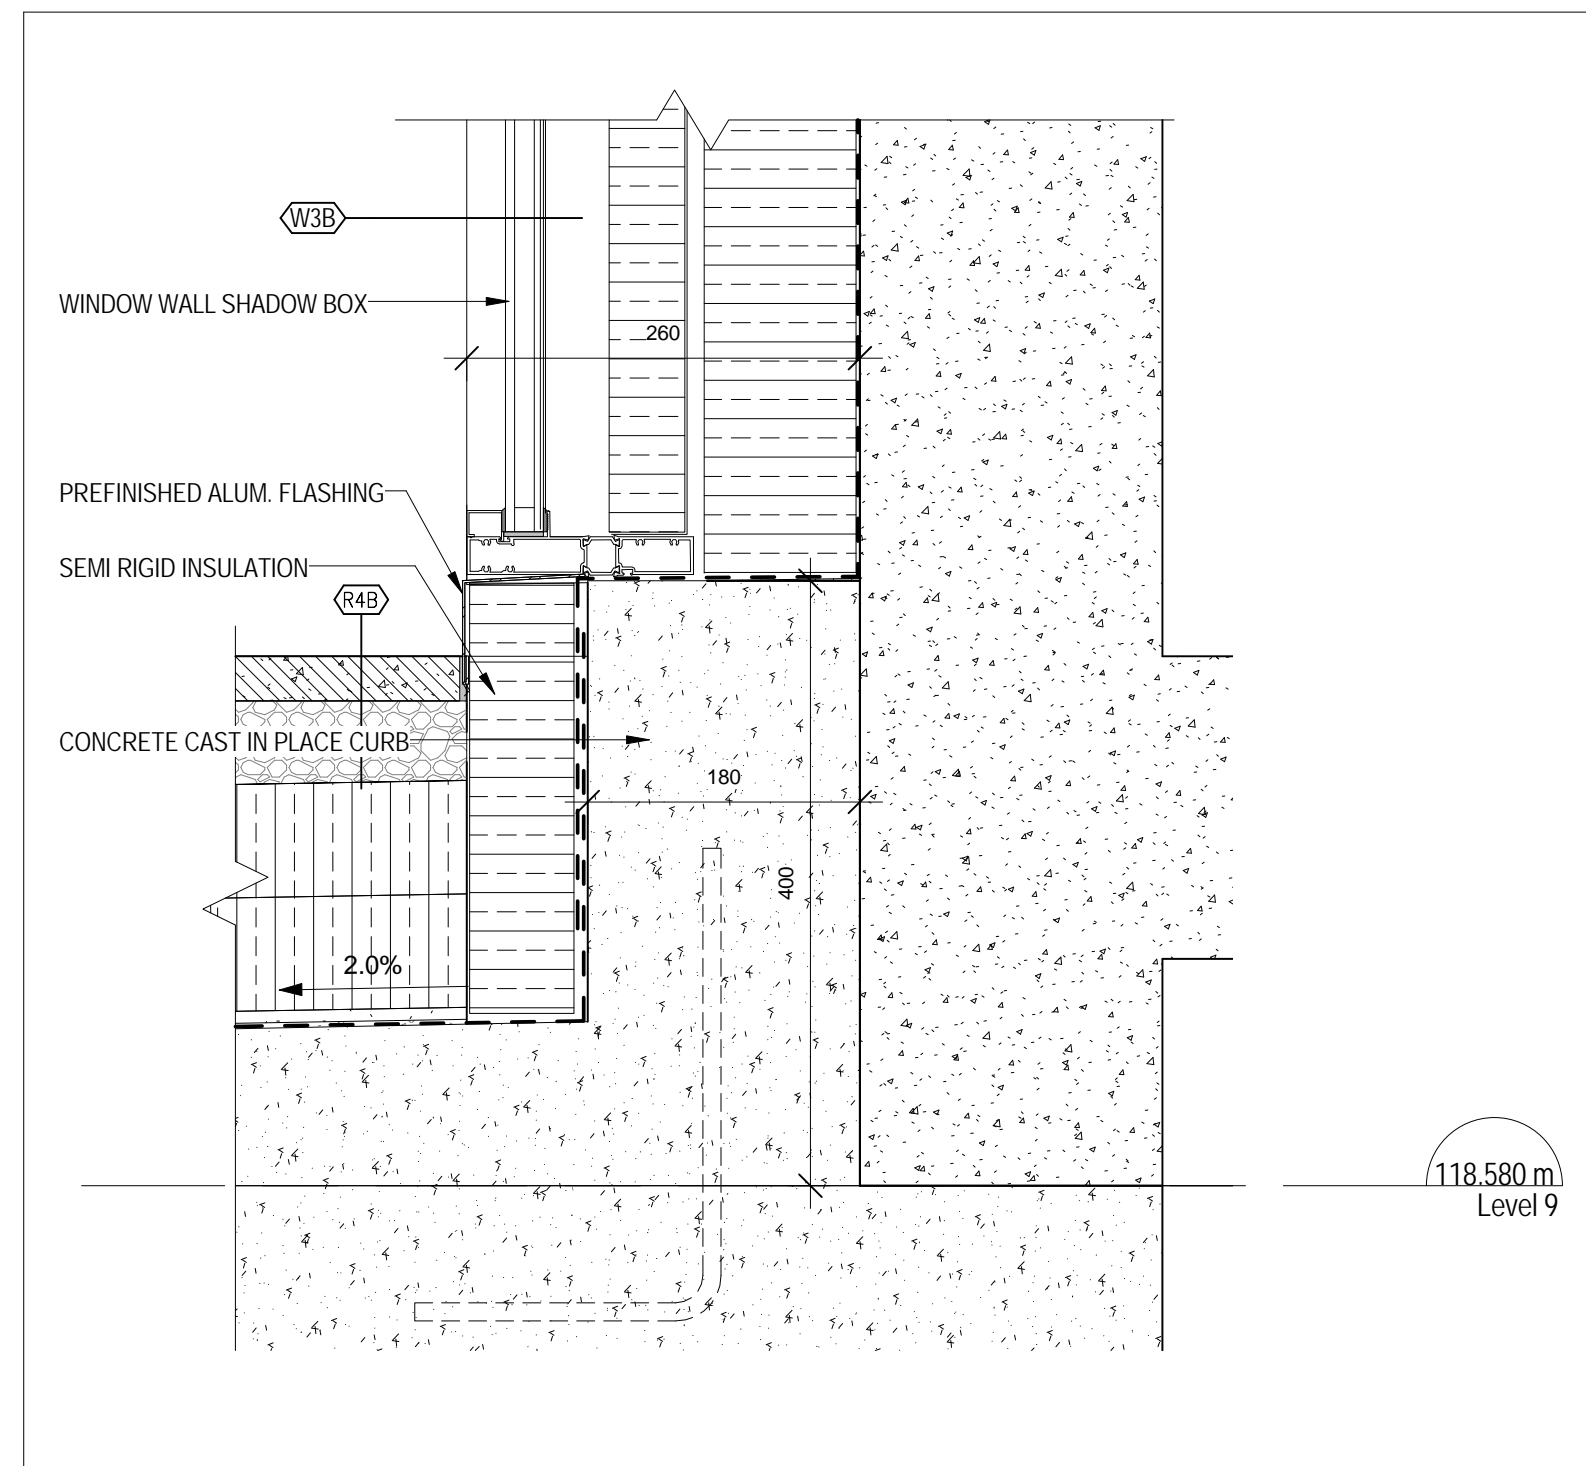 W3B
WINDOW WALL SHADOW BOX
260
PREFINISHED ALUM. FLASHING
SEMI RIGID INSULATION
R4B
CONCRETE CAST IN PLACE CURB
180
400
2.0%
118.580 m
Level 9